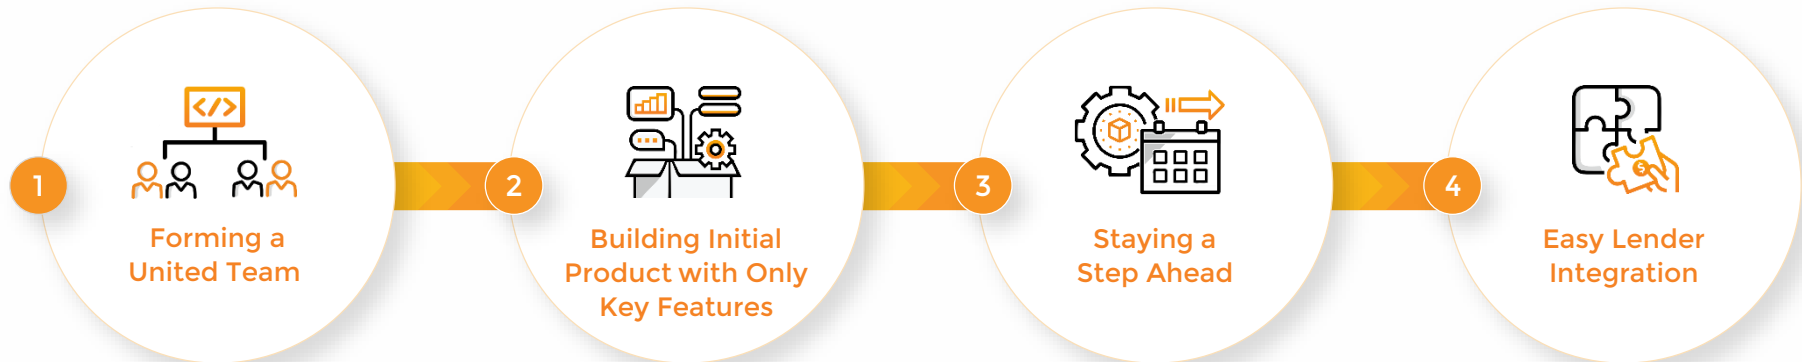 1
</>
Forming a
United Team
2
Building Initial
Product with Only
Key Features
3
Staying a
Step Ahead
4
$
Easy Lender
Integration